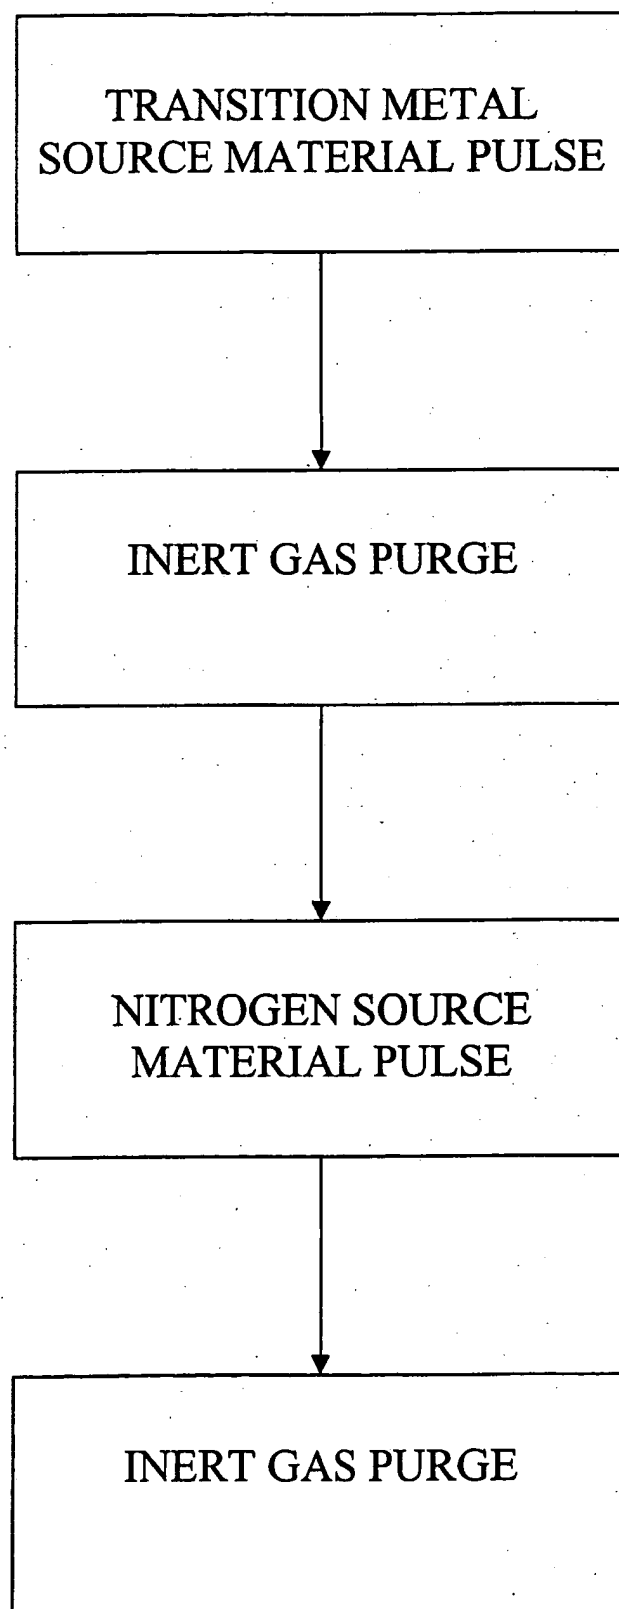 TRANSITION METAL
SOURCE MATERIAL PULSE
INERT GAS PURGE
NITROGEN SOURCE
MATERIAL PULSE
INERT GAS PURGE